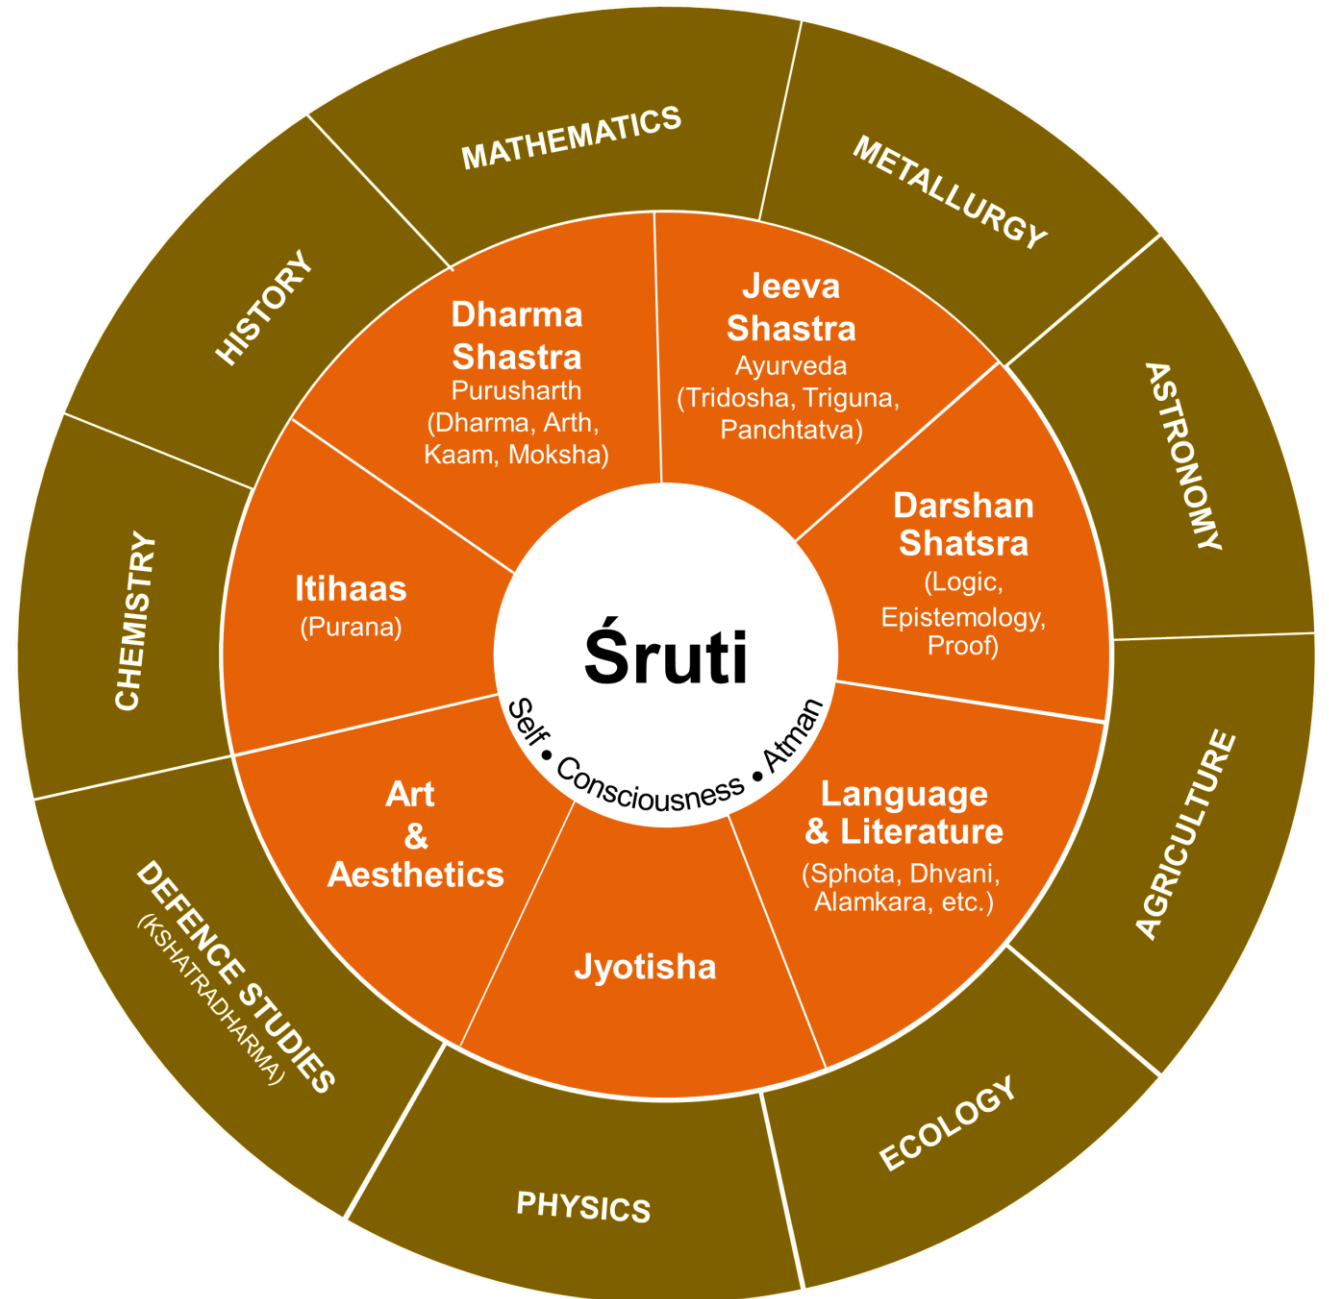 MATHEMATICS
METALLURGY
ASTRONOMY
AGRICULTURE
ECOLOGY
PHYSICS
DEFENCE STUDIES
(KSHATRADHARMA)
CHEMISTRY
HISTORY
Dharma
Shastra
Purusharth
(Dharma, Arth,
Kaam, Moksha)
Jeeva
Shastra
Ayurveda
(Tridosha, Triguna,
Panchtatva)
Darshan
Shatsra
(Logic,
Epistemology,
Proof)
Language
& Literature
(Sphota, Dhvani,
Alamkara, etc.)
Jyotisha
Art
&
Aesthetics
Itihaas
(Purana)
Śruti
Self • Consciousness • Atman